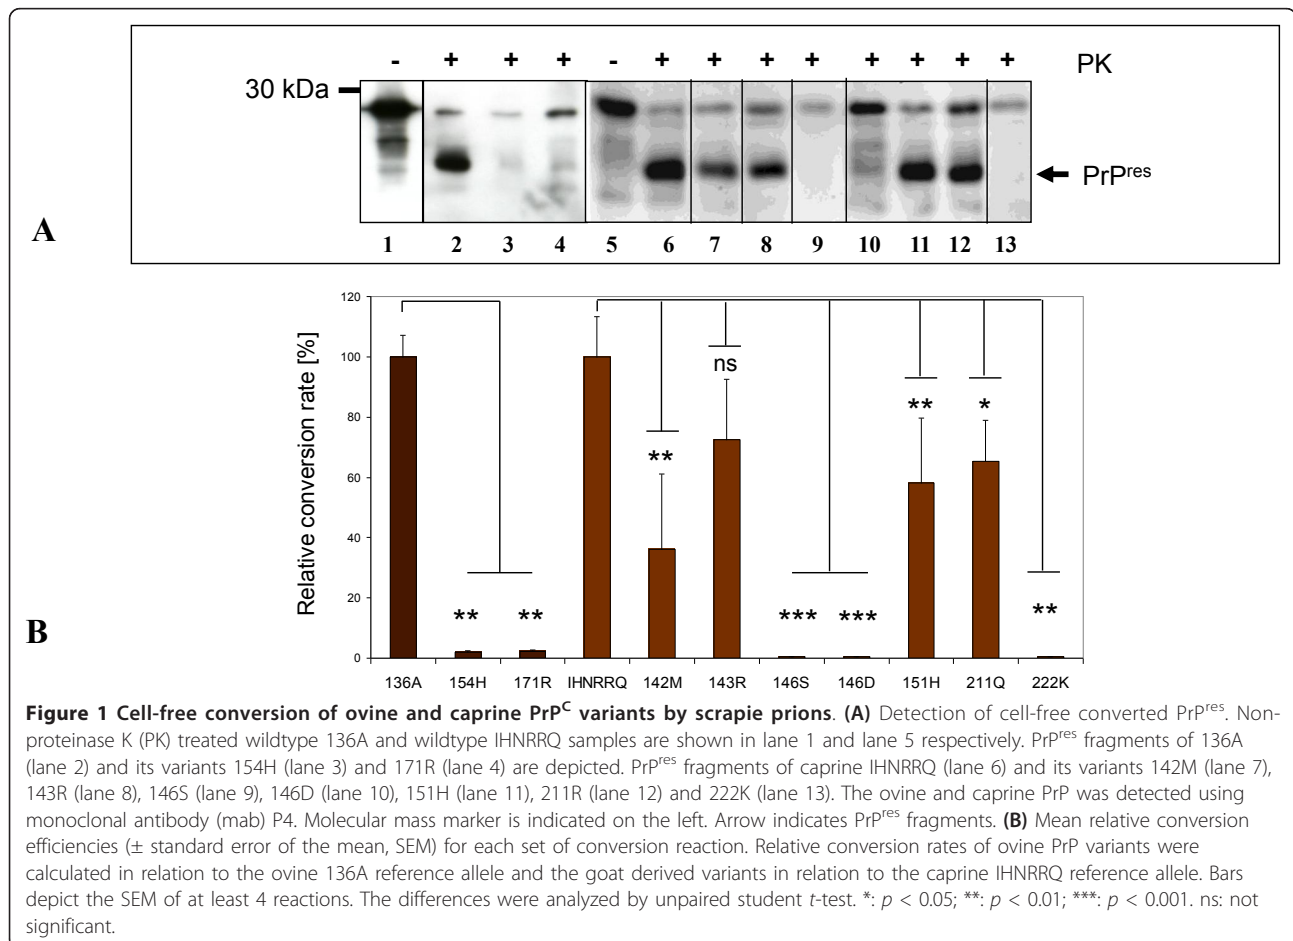 - + + + - + + + + + + + + PK
30 kDa
PrPres
A
1 2 3 4 5 6 7 8 9 10 11 12 13
120
100
80
60
40
20
0
Relative conversion rate [%]
ns
** * ** ** ** *** *** **
B
136A 154H 171R IHNRRQ 142M 143R 146S 146D 151H 211Q 222K
Figure 1 Cell-free conversion of ovine and caprine PrPC variants by scrapie prions. (A) Detection of cell-free converted PrPres. Non-
proteinase K (PK) treated wildtype 136A and wildtype IHNRRQ samples are shown in lane 1 and lane 5 respectively. PrPres fragments of 136A
(lane 2) and its variants 154H (lane 3) and 171R (lane 4) are depicted. PrPres fragments of caprine IHNRRQ (lane 6) and its variants 142M (lane 7),
143R (lane 8), 146S (lane 9), 146D (lane 10), 151H (lane 11), 211R (lane 12) and 222K (lane 13). The ovine and caprine PrP was detected using
monoclonal antibody (mab) P4. Molecular mass marker is indicated on the left. Arrow indicates PrPres fragments. (B) Mean relative conversion
efficiencies (± standard error of the mean, SEM) for each set of conversion reaction. Relative conversion rates of ovine PrP variants were
calculated in relation to the ovine 136A reference allele and the goat derived variants in relation to the caprine IHNRRQ reference allele. Bars
depict the SEM of at least 4 reactions. The differences were analyzed by unpaired student t-test. *: p < 0.05; **: p < 0.01; ***: p < 0.001. ns: not
significant.